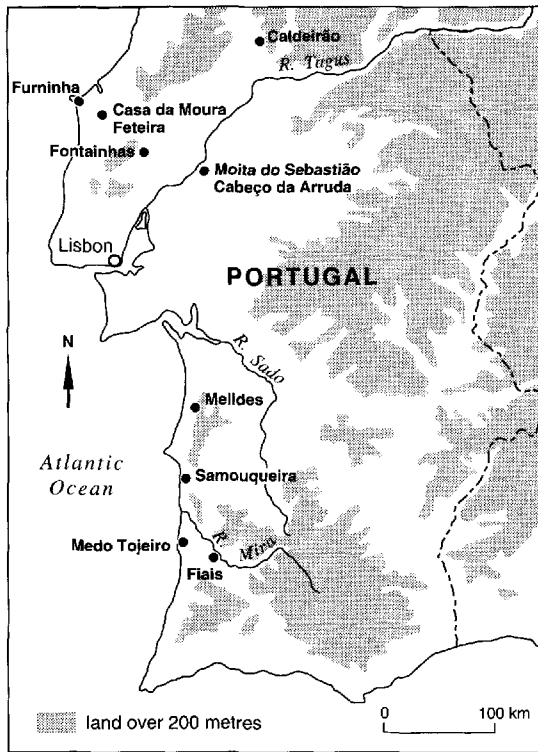 Caldeirão
R. Tagus
Furninha
Casa da Moura
Feteira
Fontainhas
Moita do Sebastião
Cabeço da Arruda
Lisbon
PORTUGAL
N
R. Sado
Melides
Atlantic
Ocean
Samouqueira
Medo Tojeiro
R. Mira
Fiais
land over 200 metres
0 100 km